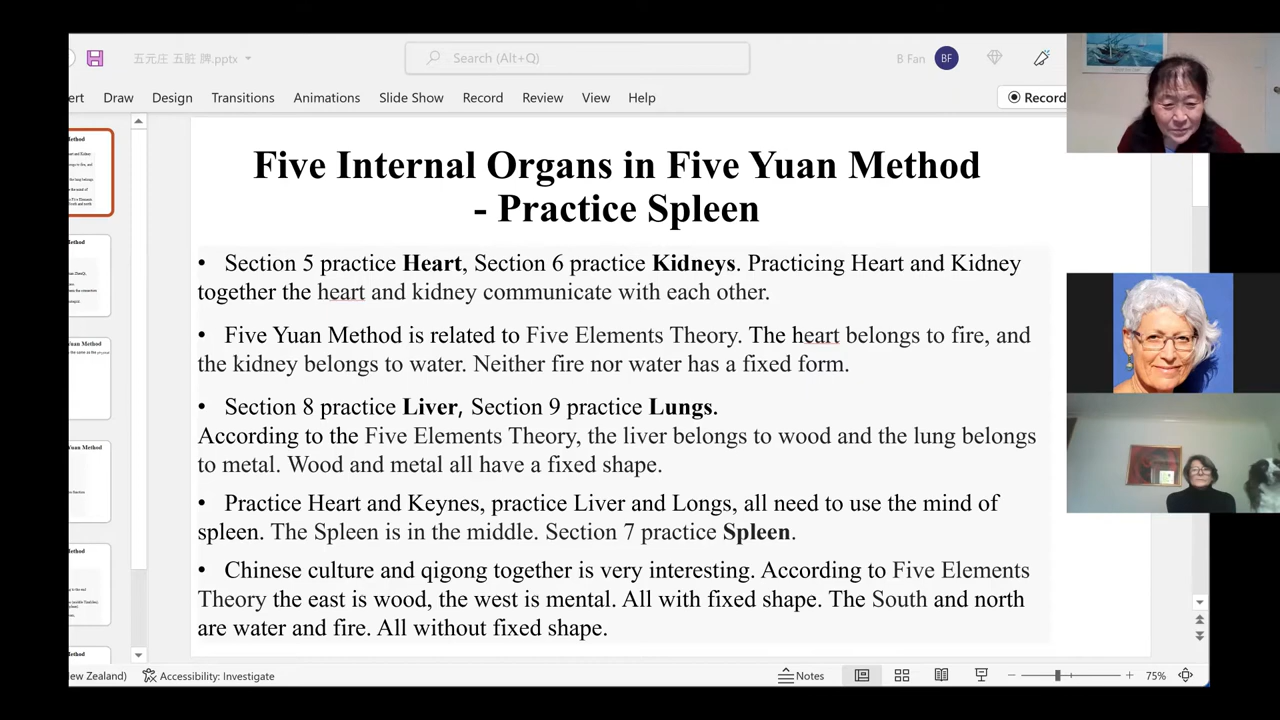 五元庄 五脏 脾.pptx
Search (Alt+Q)
B Fan
BF
ert Draw Design Transitions Animations Slide Show Record Review View Help
Record
Five Internal Organs in Five Yuan Method
- Practice Spleen
• Section 5 practice Heart, Section 6 practice Kidneys. Practicing Heart and Kidney
together the heart and kidney communicate with each other.
• Five Yuan Method is related to Five Elements Theory. The heart belongs to fire, and
the kidney belongs to water. Neither fire nor water has a fixed form.
• Section 8 practice Liver, Section 9 practice Lungs.
According to the Five Elements Theory, the liver belongs to wood and the lung belongs
to metal. Wood and metal all have a fixed shape.
• Practice Heart and Keynes, practice Liver and Longs, all need to use the mind of
spleen. The Spleen is in the middle. Section 7 practice Spleen.
• Chinese culture and qigong together is very interesting. According to Five Elements
Theory the east is wood, the west is mental. All with fixed shape. The South and north
are water and fire. All without fixed shape.
ew Zealand)
Accessibility: Investigate
Notes
75%